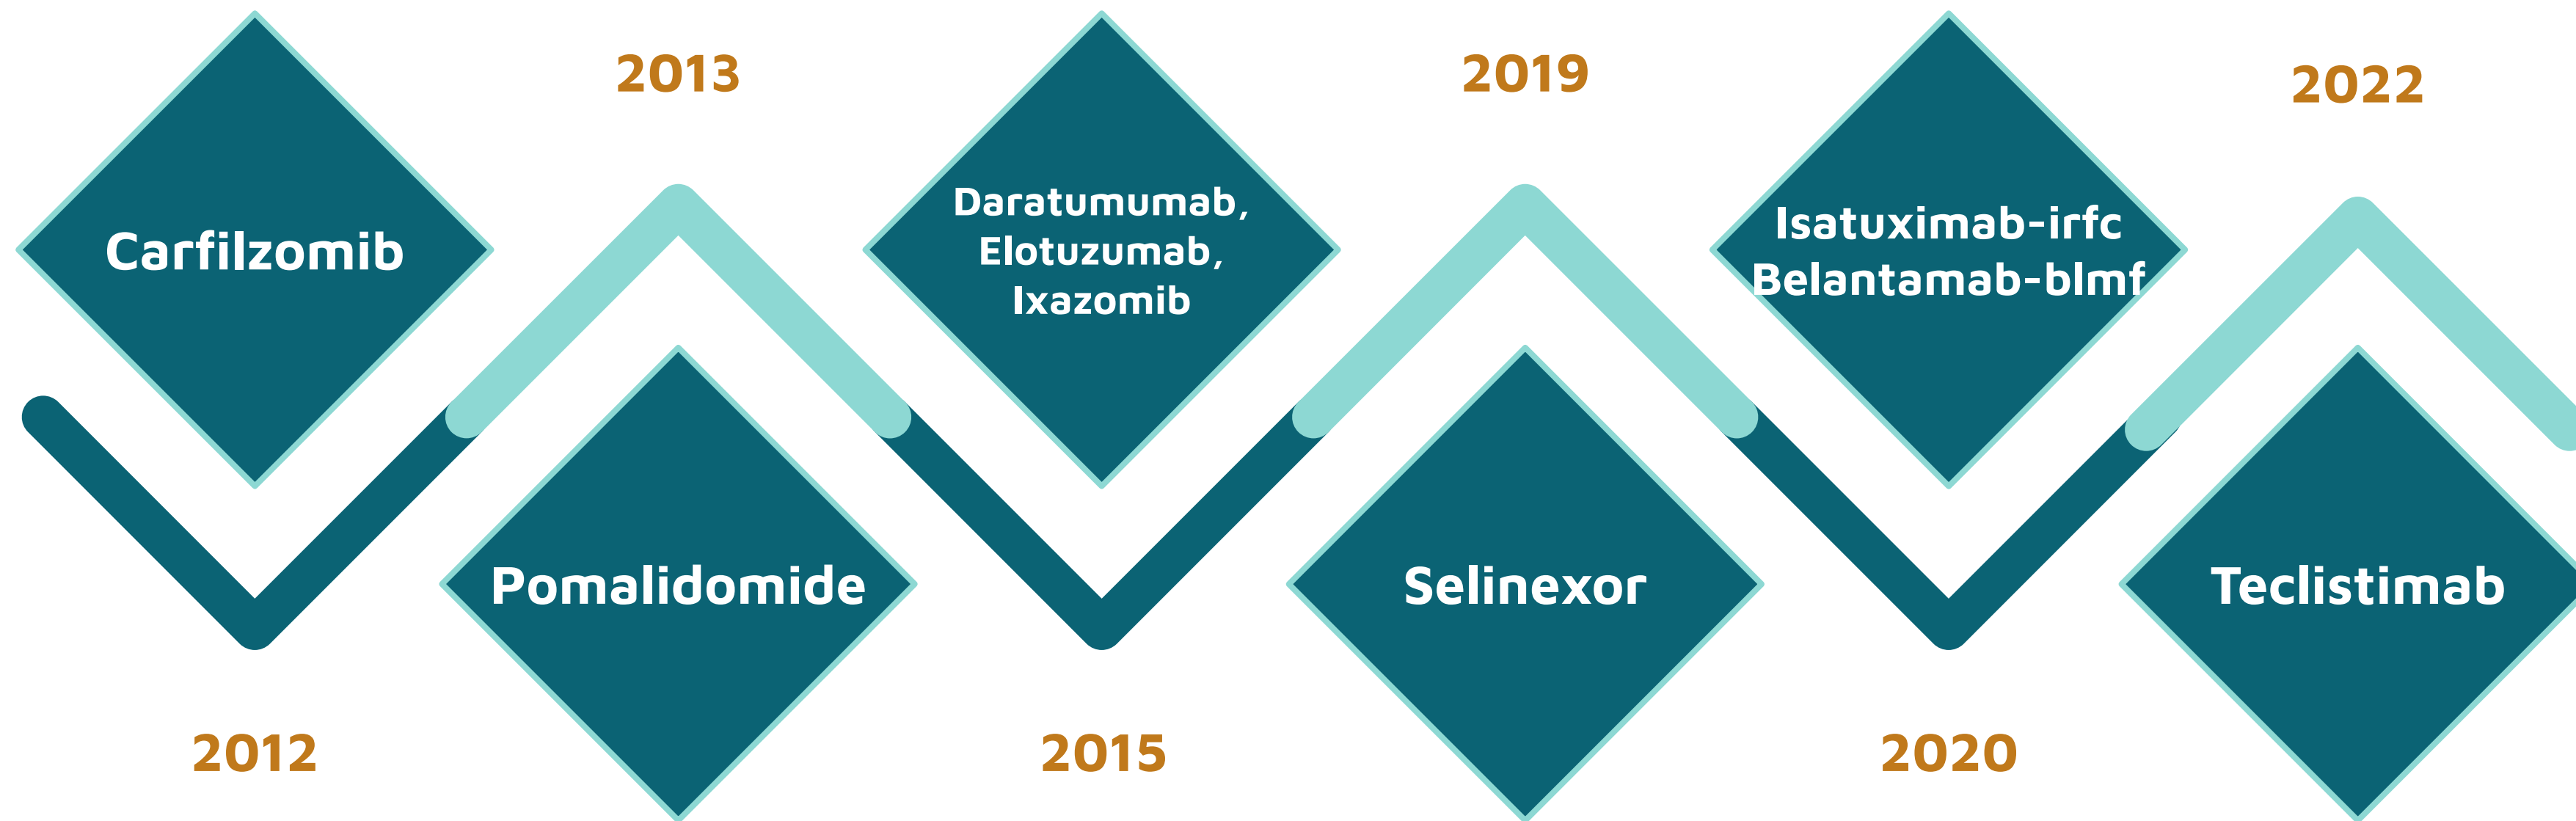 Carfilzomib
2012
2013
Pomalidomide
Daratumumab,
Elotuzumab,
Ixazomib
2015
2019
Selinexor
Isatuximab-irfc
Belantamab-blmf
2020
2022
Teclistimab